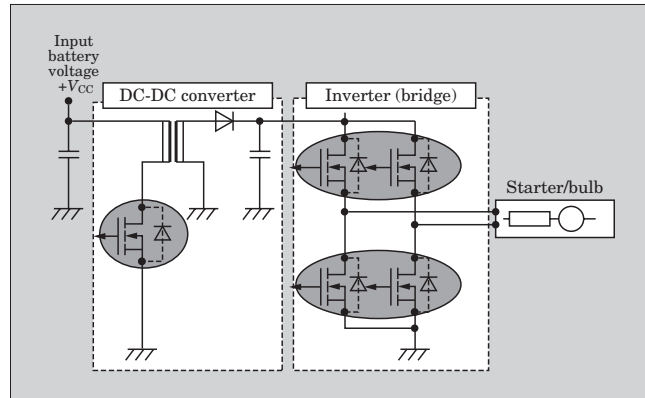 Input
battery
voltage
+VCC
DC-DC converter
Inverter (bridge)
Starter/bulb